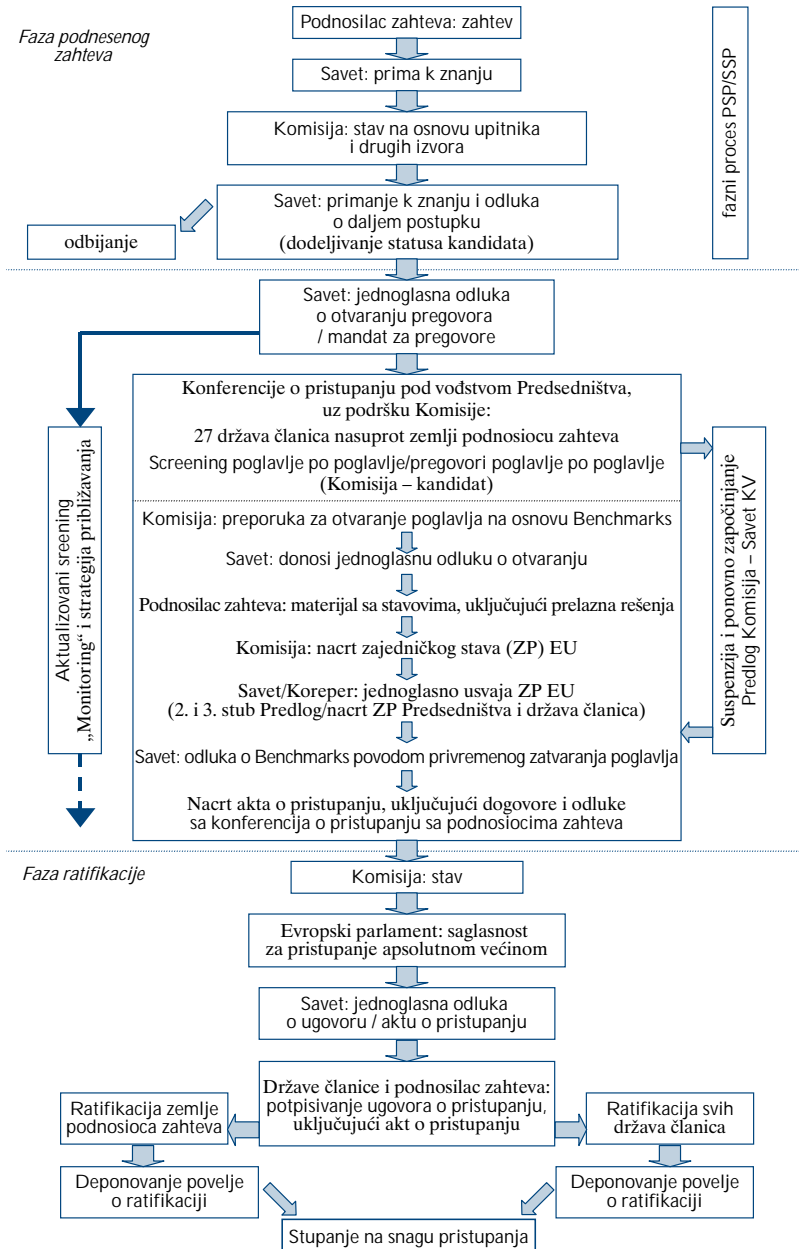 Faza podnesenog
zahteva
Podnosilac zahteva: zahtev
Savet: prima k znanju
Komisija: stav na osnovu upitnika
i drugih izvora
Savet: primanje k znanju i odluka
o daljem postupku
(dodeljivanje statusa kandidata)
odbijanje
fazni proces PSP/SSP
Savet: jednoglasna odluka
o otvaranju pregovora
/ mandat za pregovore
Konferencije o pristupanju pod vođstvom Predsedništva,
uz podršku Komisije:
27 država članica nasuprot zemlji podnosiocu zahteva
Screening poglavlje po poglavlje/pregovori poglavlje po poglavlje
(Komisija – kandidat)
Komisija: preporuka za otvaranje poglavlja na osnovu Benchmarks
Savet: donosi jednoglasnu odluku o otvaranju
Podnosilac zahteva: materijal sa stavovima, uključujući prelazna rešenja
Komisija: nacrt zajedničkog stava (ZP) EU
Savet/Koreper: jednoglasno usvaja ZP EU
(2. i 3. stub Predlog/nacrt ZP Predsedništva i država članica)
Savet: odluka o Benchmarks povodom privremenog zatvaranja poglavlja
Nacrt akta o pristupanju, uključujući dogovore i odluke
sa konferencija o pristupanju sa podnosiocima zahteva
Aktualizovani sreening
„Monitoring“ i strategija približavanja
Suspenzija i ponovno započinjanje
Predlog Komisija – Savet KV
Faza ratifikacije
Komisija: stav
Evropski parlament: saglasnost
za pristupanje apsolutnom većinom
Savet: jednoglasna odluka
o ugovoru / aktu o pristupanju
Države članice i podnosilac zahteva:
potpisivanje ugovora o pristupanju,
uključujući akt o pristupanju
Ratifikacija zemlje
podnosioca zahteva
Ratifikacija svih
država članica
Deponovanje povelje
o ratifikaciji
Deponovanje povelje
o ratifikaciji
Stupanje na snagu pristupanja